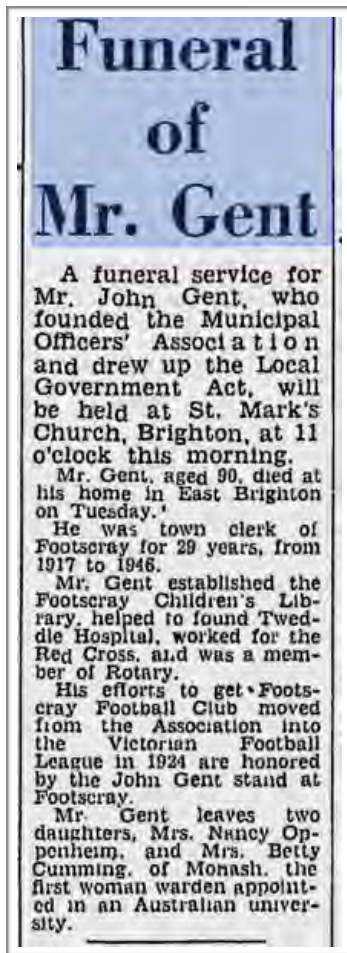 Funeral
of
Mr. Gent
A funeral service for
Mr. John Gent, who
founded the Municipal
Officers' Association
and drew up the Local
Government Act, will
be held at St. Mark's
Church, Brighton, at 11
o'clock this morning.
Mr. Gent, aged 90, died at
his home in East Brighton
on Tuesday.
He was town clerk of
Footscray for 29 years, from
1917 to 1946.
Mr. Gent established the
Footscray Children's Lib-
rary, helped to found Twed-
dle Hospital, worked for the
Red Cross, and was a mem-
ber of Rotary.
His efforts to get Foots-
cray Football Club moved
from the Association into
the Victorian Football
League in 1924 are honored
by the John Gent stand at
Footscray.
Mr. Gent leaves two
daughters, Mrs. Nancy Op-
penheim, and Mrs. Betty
Cumming, of Monash, the
first woman warden appoint-
ed in an Australian univer-
sity.